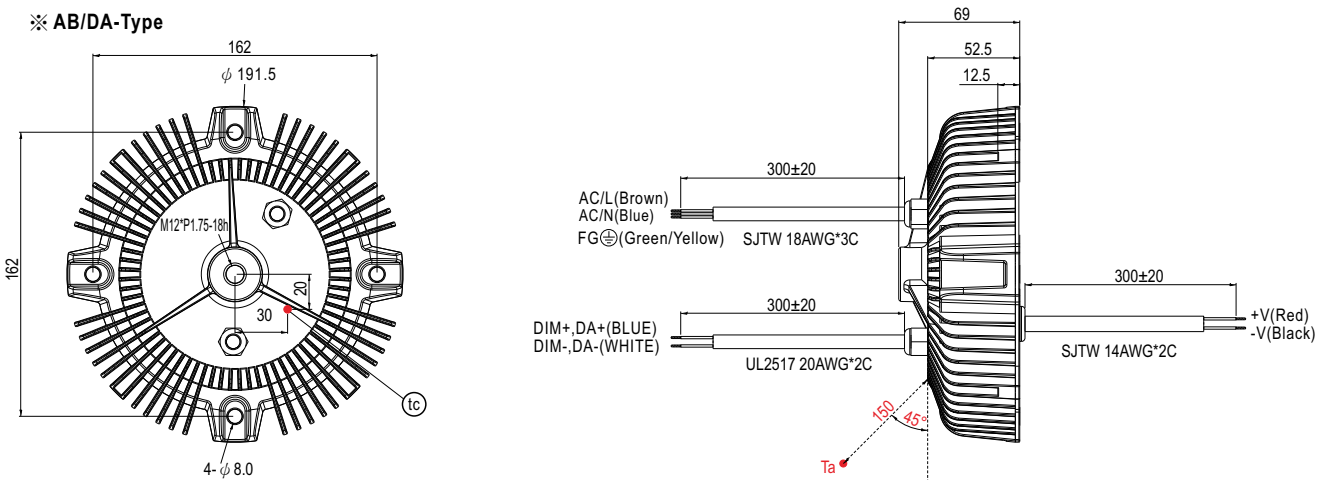 ※ AB/DA-Type
162
ϕ 191.5
162
M12*P1.75-18h
20
30
tc
4- ϕ 8.0
69
52.5
12.5
300±20
AC/L(Brown)
AC/N(Blue)
FG⏚(Green/Yellow)
SJTW 18AWG*3C
300±20
DIM+,DA+(BLUE)
DIM-,DA-(WHITE)
UL2517 20AWG*2C
300±20
+V(Red)
-V(Black)
SJTW 14AWG*2C
150
45°
Ta